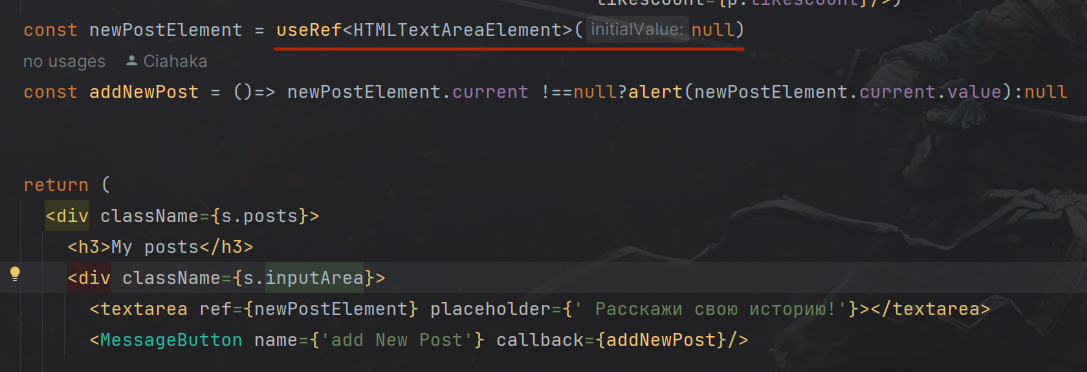 likesCount={p.likesCount}/>)
const newPostElement = useRef<HTMLTextAreaElement>( initialValue: null)
no usages Ciahaka
const addNewPost = ()=> newPostElement.current !==null?alert(newPostElement.current.value):null
return (
<div className={s.posts}>
<h3>My posts</h3>
<div className={s.inputArea}>
<textarea ref={newPostElement} placeholder={' Расскажи свою историю!'}></textarea>
<MessageButton name={'add New Post'} callback={addNewPost}/>